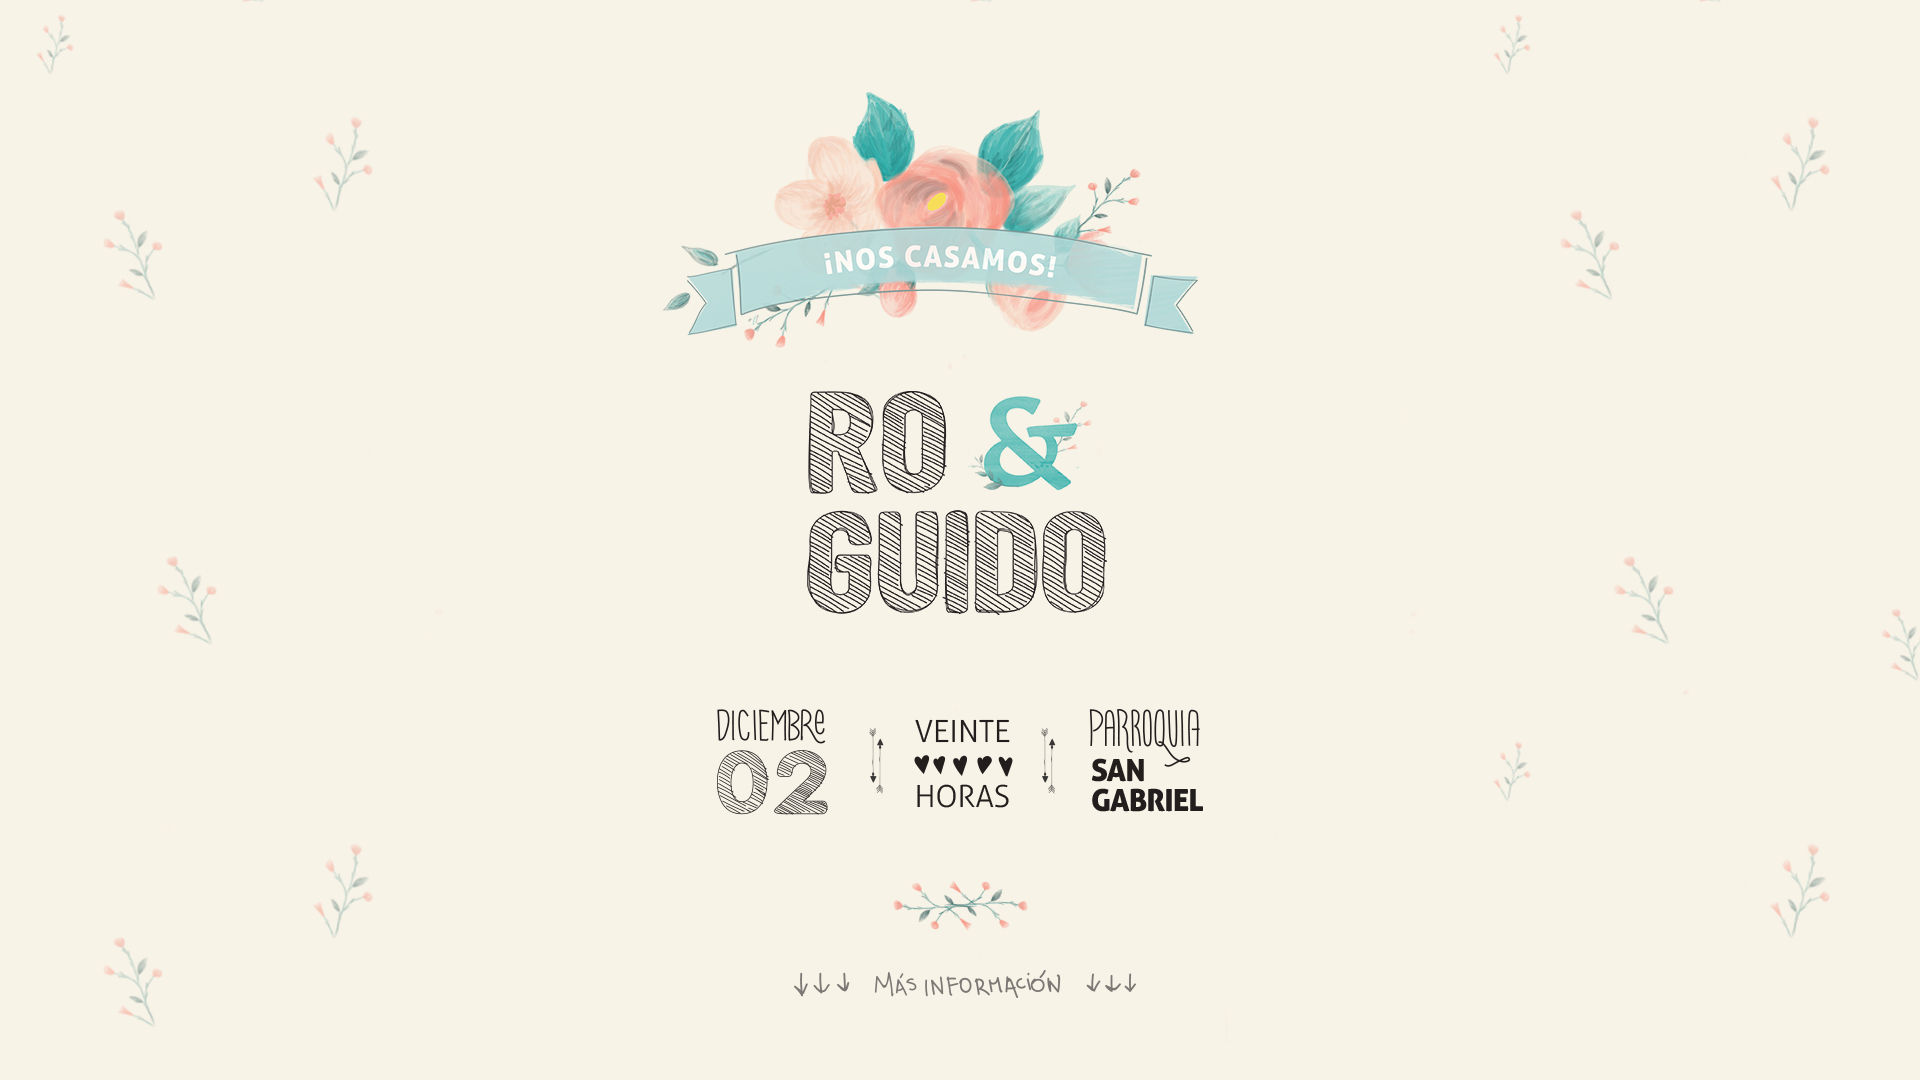 ¡NOS CASAMOS!
RO &
GUIDO
DICIEMBRE
02
VEINTE
HORAS
PARROQUIA
SAN
GABRIEL
↓↓↓ MÁS INFORMACIÓN ↓↓↓